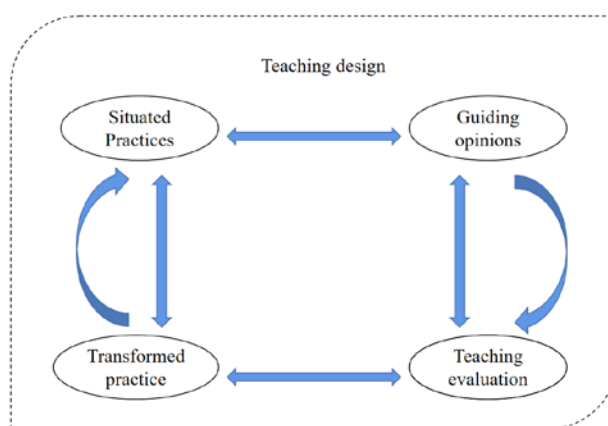 Teaching design
Situated
Practices
Guiding
opinions
Transformed
practice
Teaching
evaluation